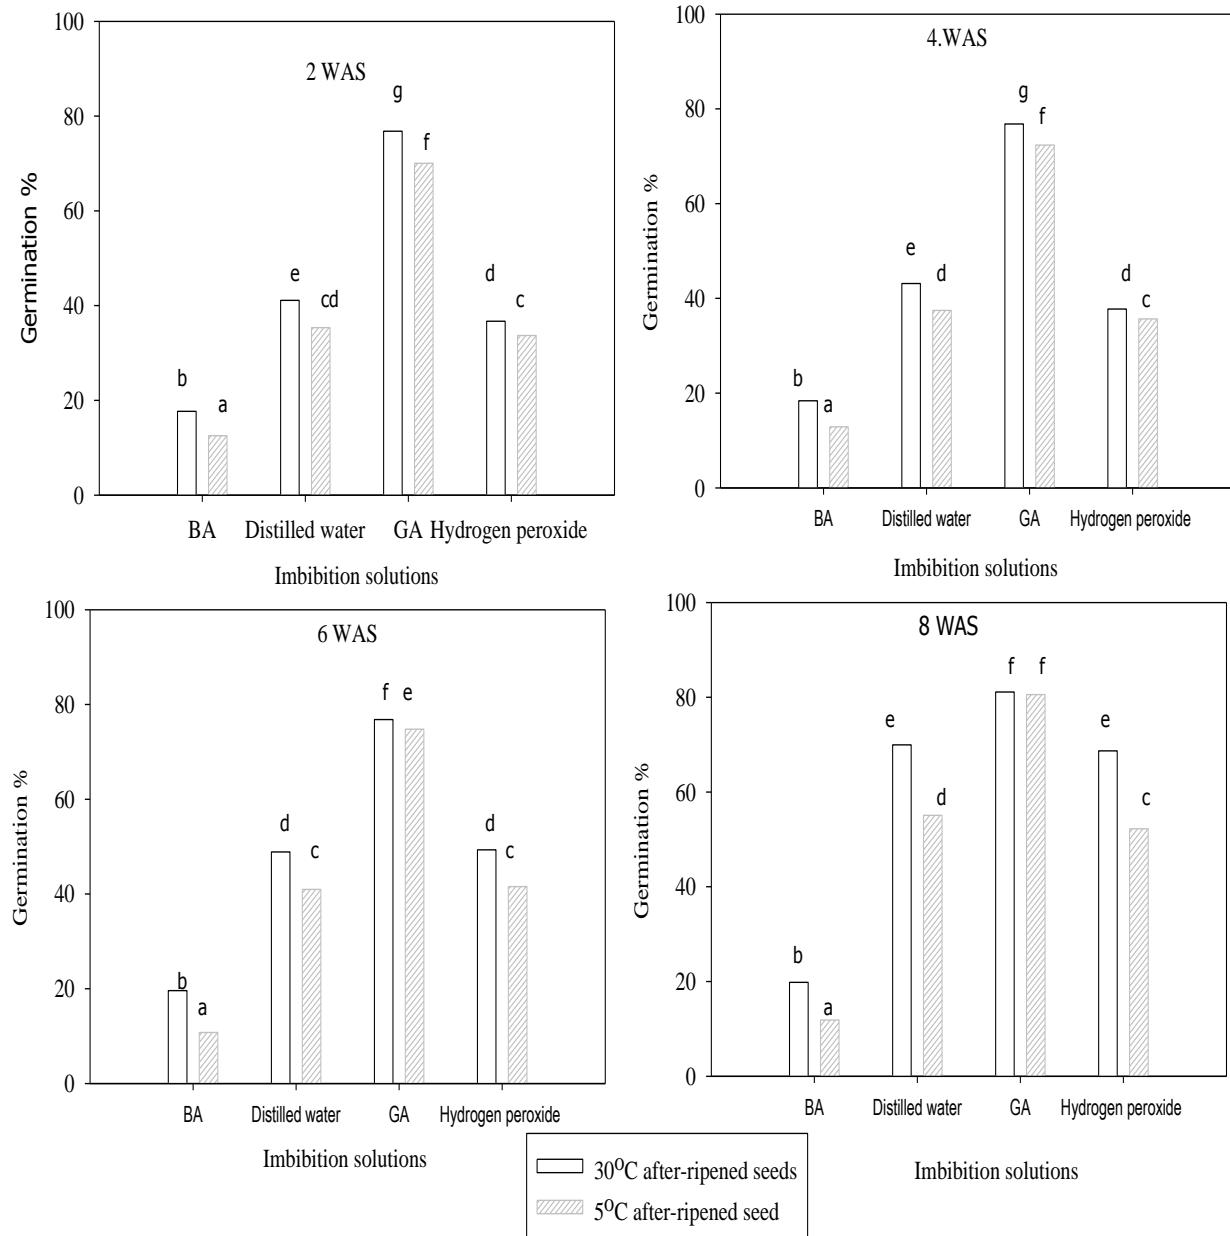 100
80
60
40
20
0
Germination %
2 WAS
b
a
e
cd
g
f
d
c
BA Distilled water GA Hydrogen peroxide
Imbibition solutions
100
80
60
40
20
0
Germination %
4.WAS
b
a
e
d
g
f
d
c
BA Distilled water GA Hydrogen peroxide
Imbibition solutions
100
80
60
40
20
0
Germination %
6 WAS
b
a
d
c
f
e
d
c
BA Distilled water GA Hydrogen peroxide
Imbibition solutions
100
80
60
40
20
0
Germination %
8 WAS
b
a
e
d
f
f
e
c
BA Distilled water GA Hydrogen peroxide
Imbibition solutions
30⁰C after-ripened seeds
5⁰C after-ripened seed